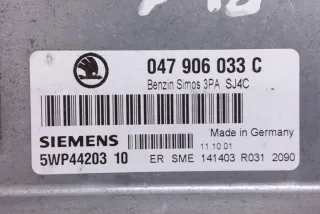 047 906 033 C
Benzin Simos 3PA SJ4C
SIEMENS
Made in Germany
11.10.01
5WP44203 10
ER SME 141403 R031 2090